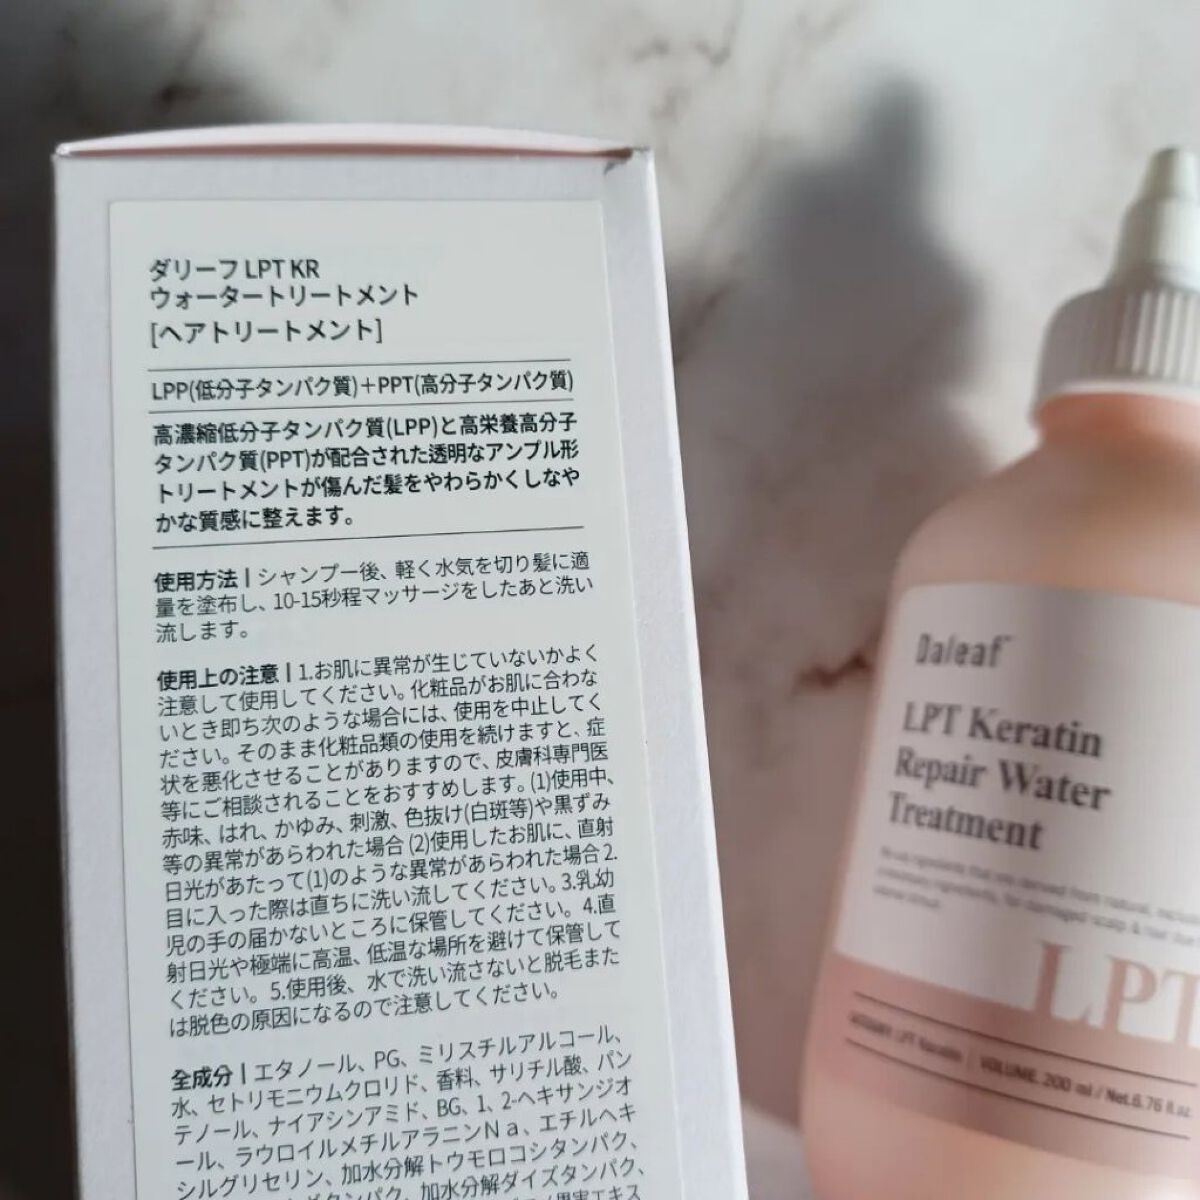 ダリーフ LPT KR
ウォータートリートメント
[ヘアトリートメント]
LPP(低分子タンパク質)＋PPT(高分子タンパク質)
高濃縮低分子タンパク質(LPP)と高栄養高分子
タンパク質(PPT)が配合された透明なアンプル形
トリートメントが傷んだ髪をやわらかくしなや
かな質感に整えます。
使用方法 | シャンプー後、軽く水気を切り髪に適
量を塗布し、10-15秒程マッサージをしたあと洗い
流します。
使用上の注意 | 1.お肌に異常が生じていないかよく
注意して使用してください。化粧品がお肌に合わな
いとき即ち次のような場合には、使用を中止してく
ださい。そのまま化粧品類の使用を続けますと、症
状を悪化させることがありますので、皮膚科専門医
等にご相談されることをおすすめします。(1)使用中、
赤味、はれ、かゆみ、刺激、色抜け(白斑等)や黒ずみ
等の異常があらわれた場合 (2)使用したお肌に、直射
日光があたって(1)のような異常があらわれた場合 2.
目に入った際は直ちに洗い流してください。3.乳幼
児の手の届かないところに保管してください。4.直
射日光や極端に高温、低温な場所を避けて保管して
ください。5.使用後、水で洗い流さないと脱毛また
は脱色の原因になるので注意してください。
全成分 | エタノール、PG、ミリスチルアルコール、
水、セトリモニウムクロリド、香料、サリチル酸、パン
テノール、ナイアシンアミド、BG、1、2-ヘキサンジオ
ール、ラウロイルメチルアラニンＮａ、エチルヘキ
シルグリセリン、加水分解トウモロコシタンパク、
タンパク、加水分解ダイズタンパク、
果実エキス
Daleaf
LPT Keratin
Repair Water
Treatment
LPT
LPT Keratin | VOLUME. 200 ml / Net.6.76 fl.oz